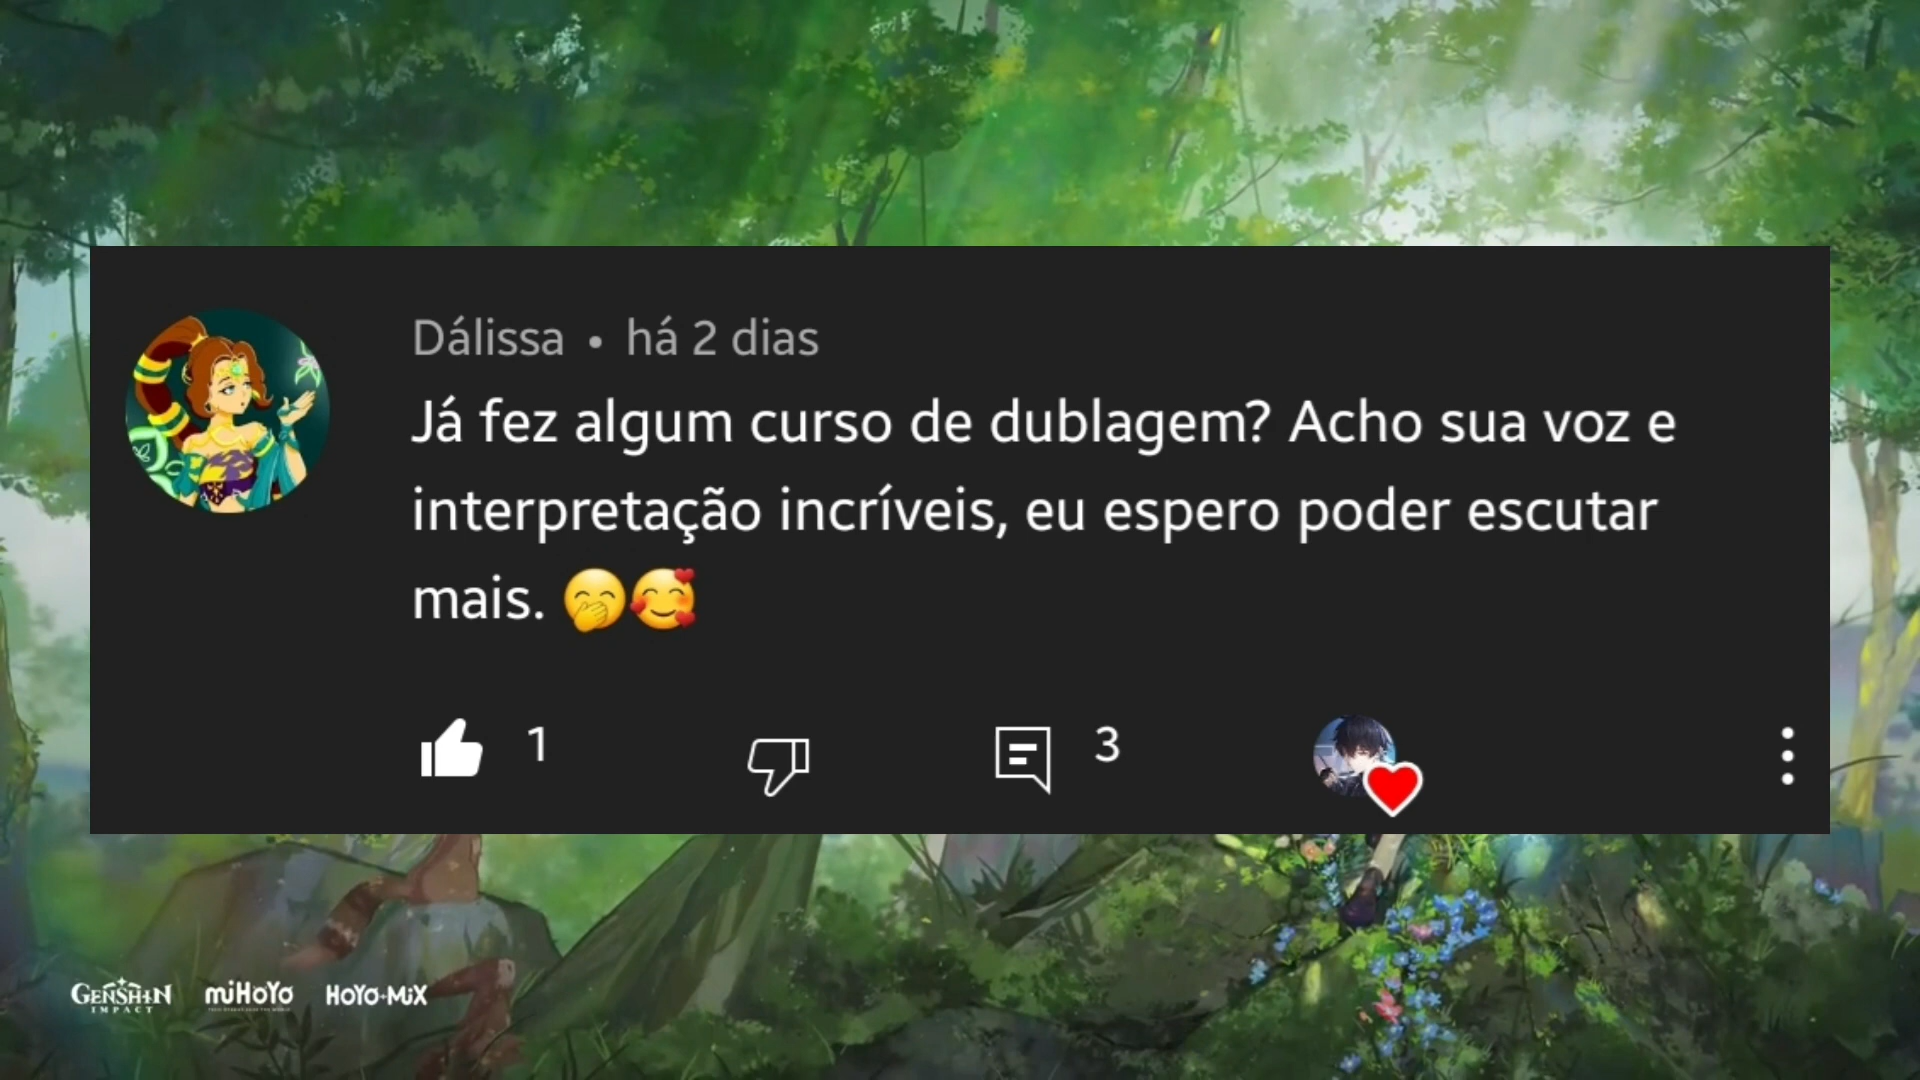 Dálissa • há 2 dias
Já fez algum curso de dublagem? Acho sua voz e
interpretação incríveis, eu espero poder escutar
mais. 🤭🥰
1
3
GENSHIN
IMPACT
miHoYo
HOYO-MiX